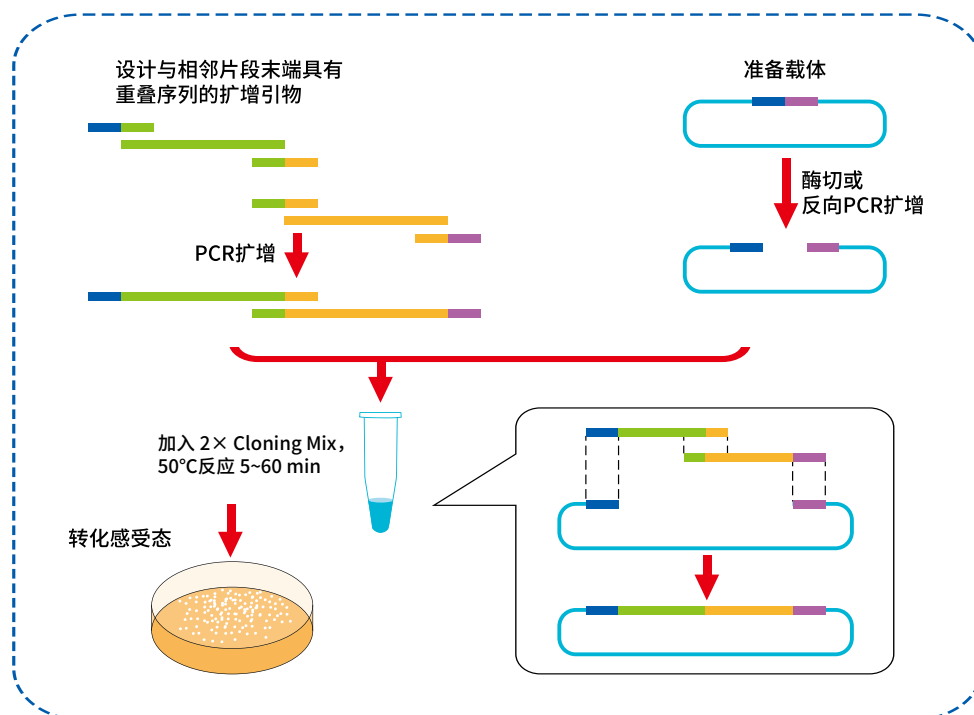 设计与相邻片段末端具有
重叠序列的扩增引物
准备载体
酶切或
反向PCR扩增
PCR扩增
加入 2× Cloning Mix，
50℃反应 5~60 min
转化感受态